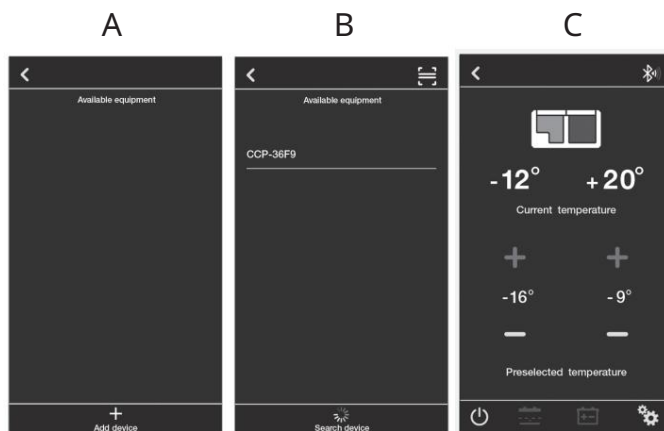 A B C
Available equipment
Add device
Available equipment
CCP-36F9
Search device
-12° +20°
Current temperature
-16° -9°
Preselected temperature